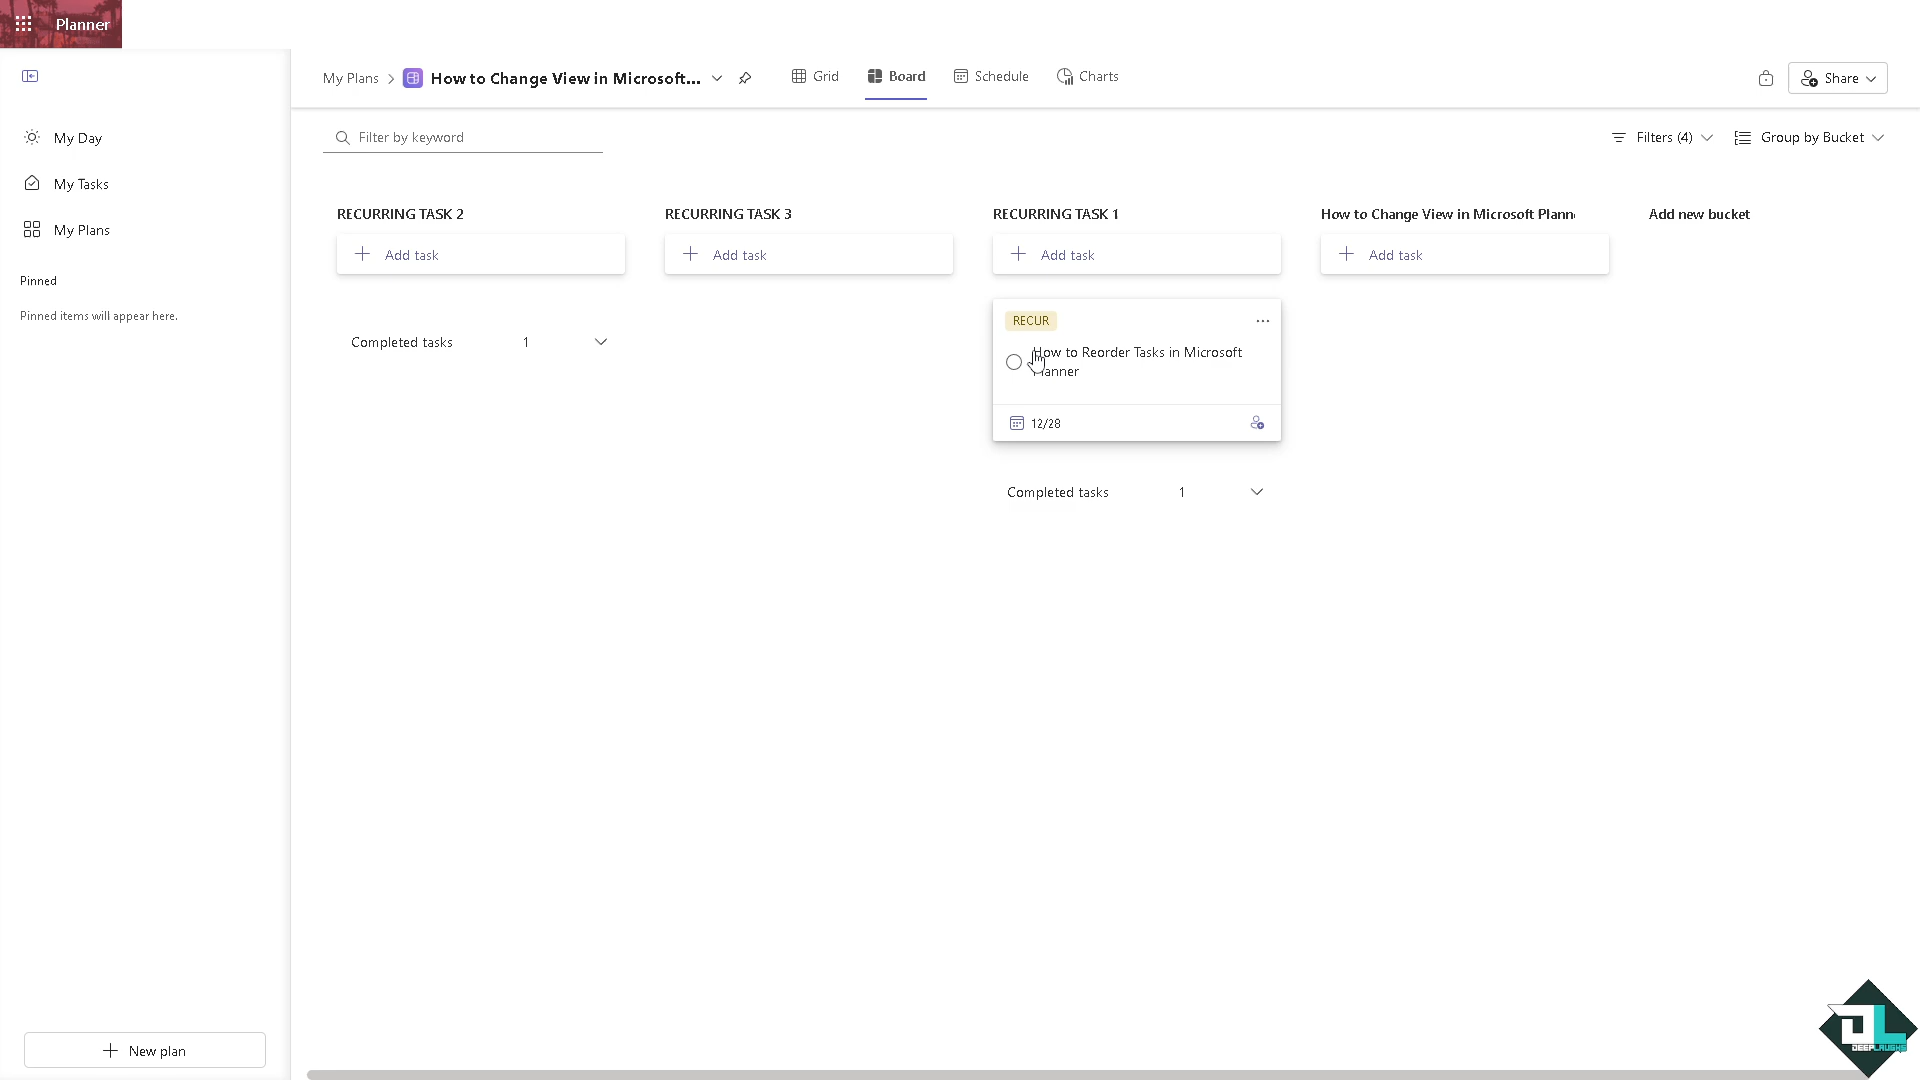 Planner
My Plans
How to Change View in Microsoft...
Grid
Board
Schedule
Charts
Share
My Day
My Tasks
My Plans
Pinned
Pinned items will appear here.
New plan
Filter by keyword
Filters (4)
Group by Bucket
RECURRING TASK 2
Add task
Completed tasks 1
RECURRING TASK 3
Add task
RECURRING TASK 1
Add task
RECUR
How to Reorder Tasks in Microsoft
Planner
12/28
Completed tasks 1
How to Change View in Microsoft Plann
Add task
Add new bucket
DEEPLAUGHS